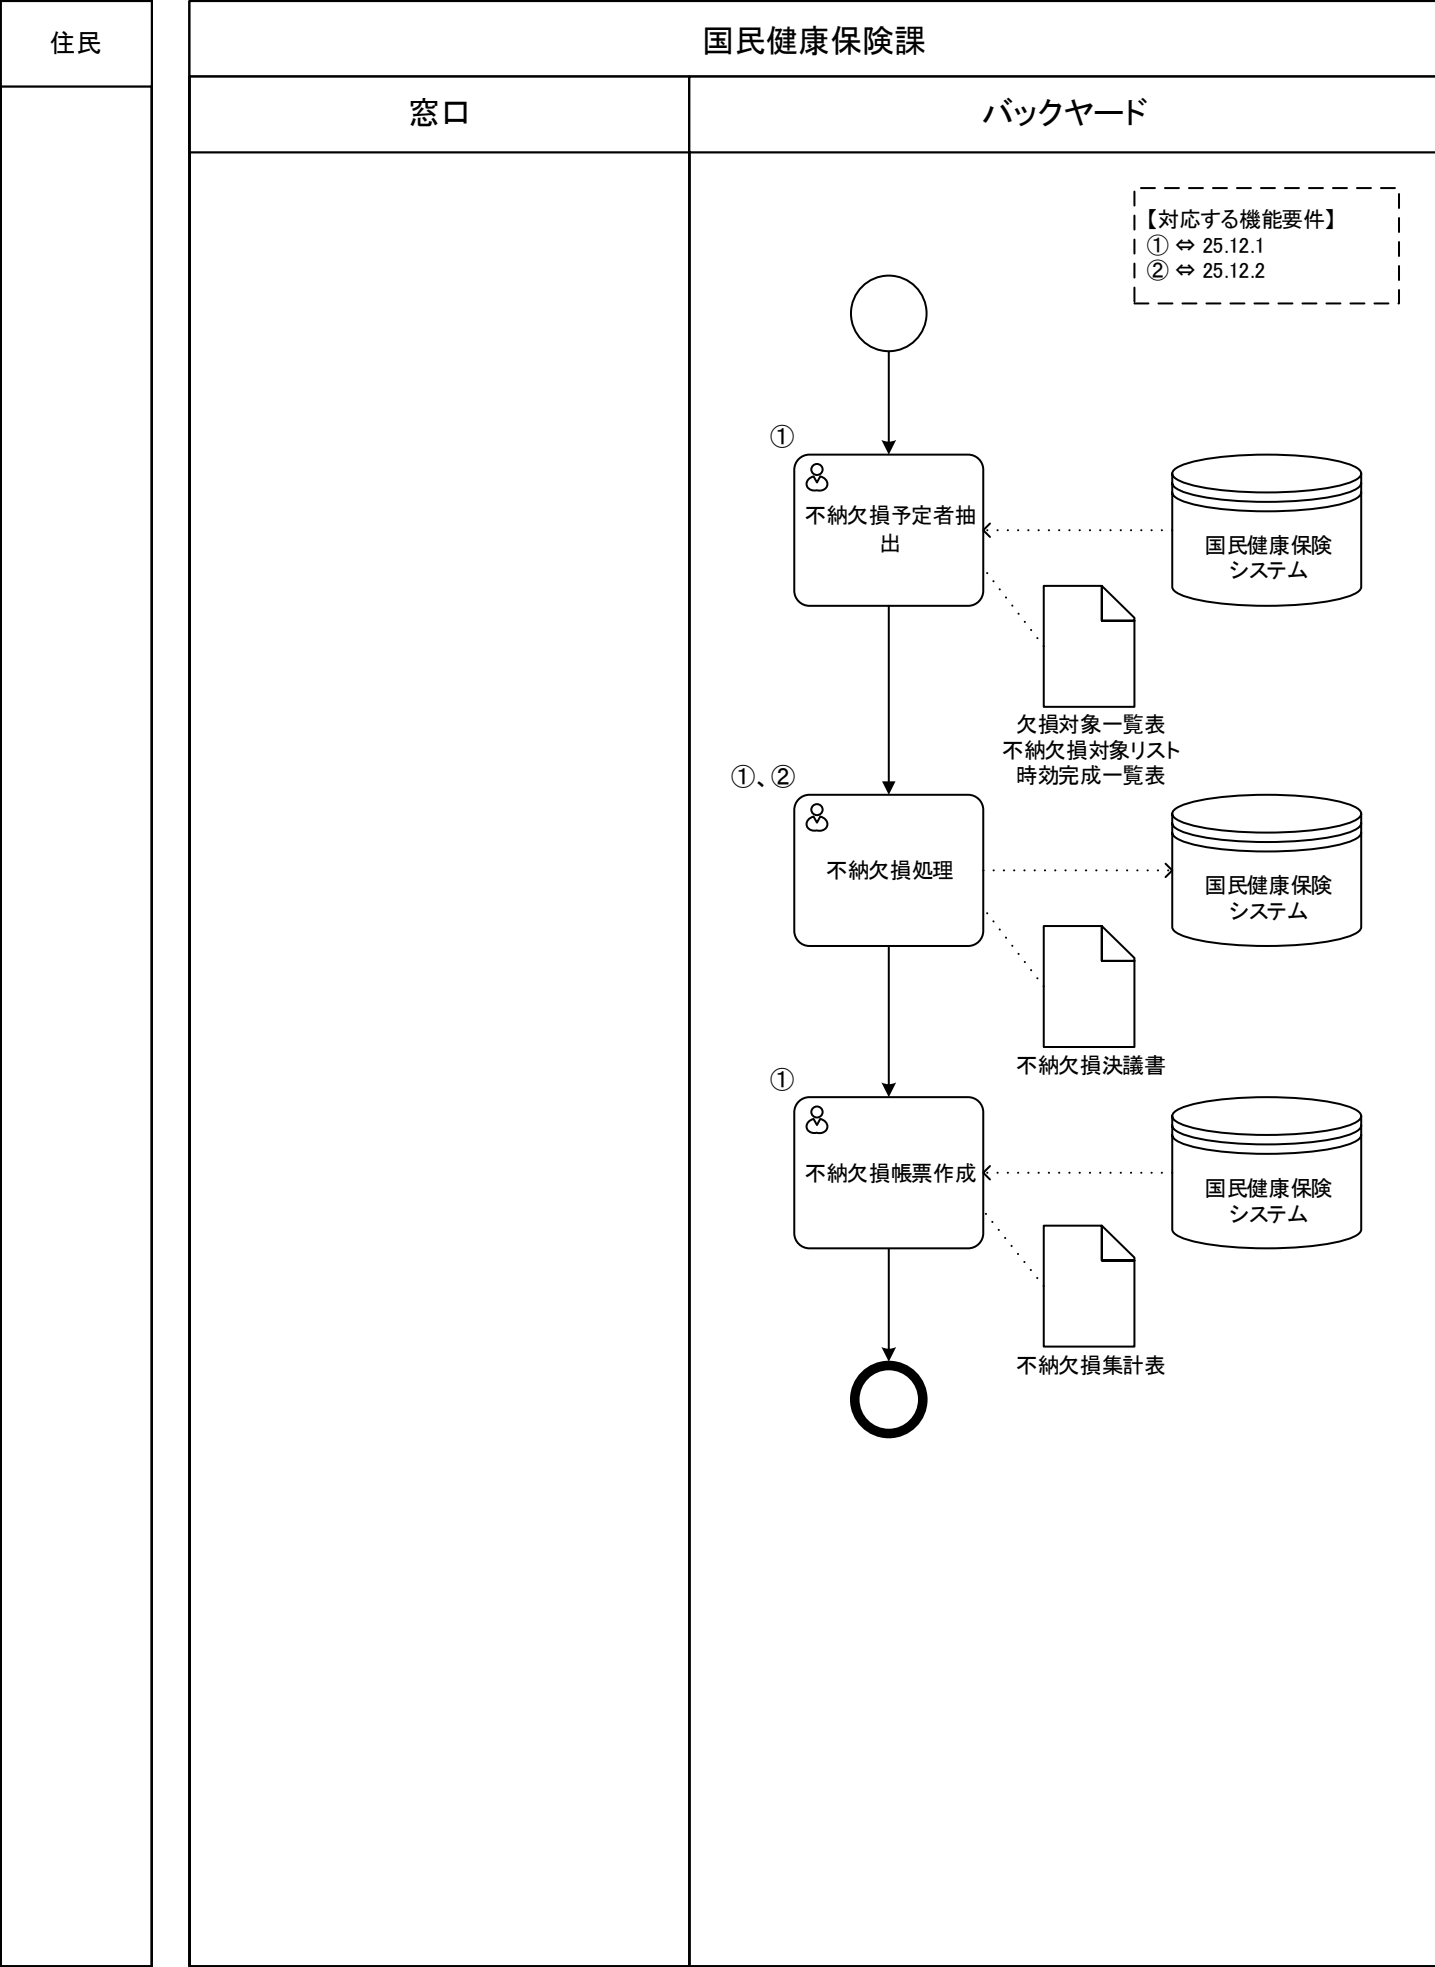 住民
国民健康保険課
窓口
バックヤード
【対応する機能要件】
① ⇔ 25.12.1
② ⇔ 25.12.2
①
不納欠損予定者抽
出
国民健康保険
システム
欠損対象一覧表
不納欠損対象リスト
時効完成一覧表
①、②
不納欠損処理
国民健康保険
システム
不納欠損決議書
①
不納欠損帳票作成
国民健康保険
システム
不納欠損集計表